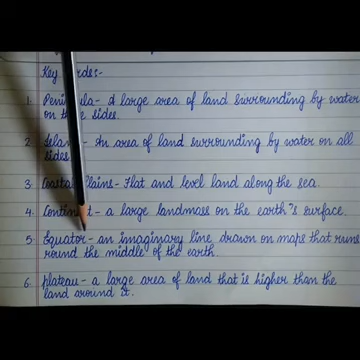 Key
1. Peninsula- A large area of land surrounding by water
on sides.
2. Island- An area of land surrounding by water on all
sides.
3. Coastal Plains- Flat and level land along the sea.
4. Continent- a large landmass on the earth"s surface.
5. Equator- an imaginary line drawn on maps that runs
round the middle of the earth.
6. plateau- a large area of land that is higher than the
land around it.